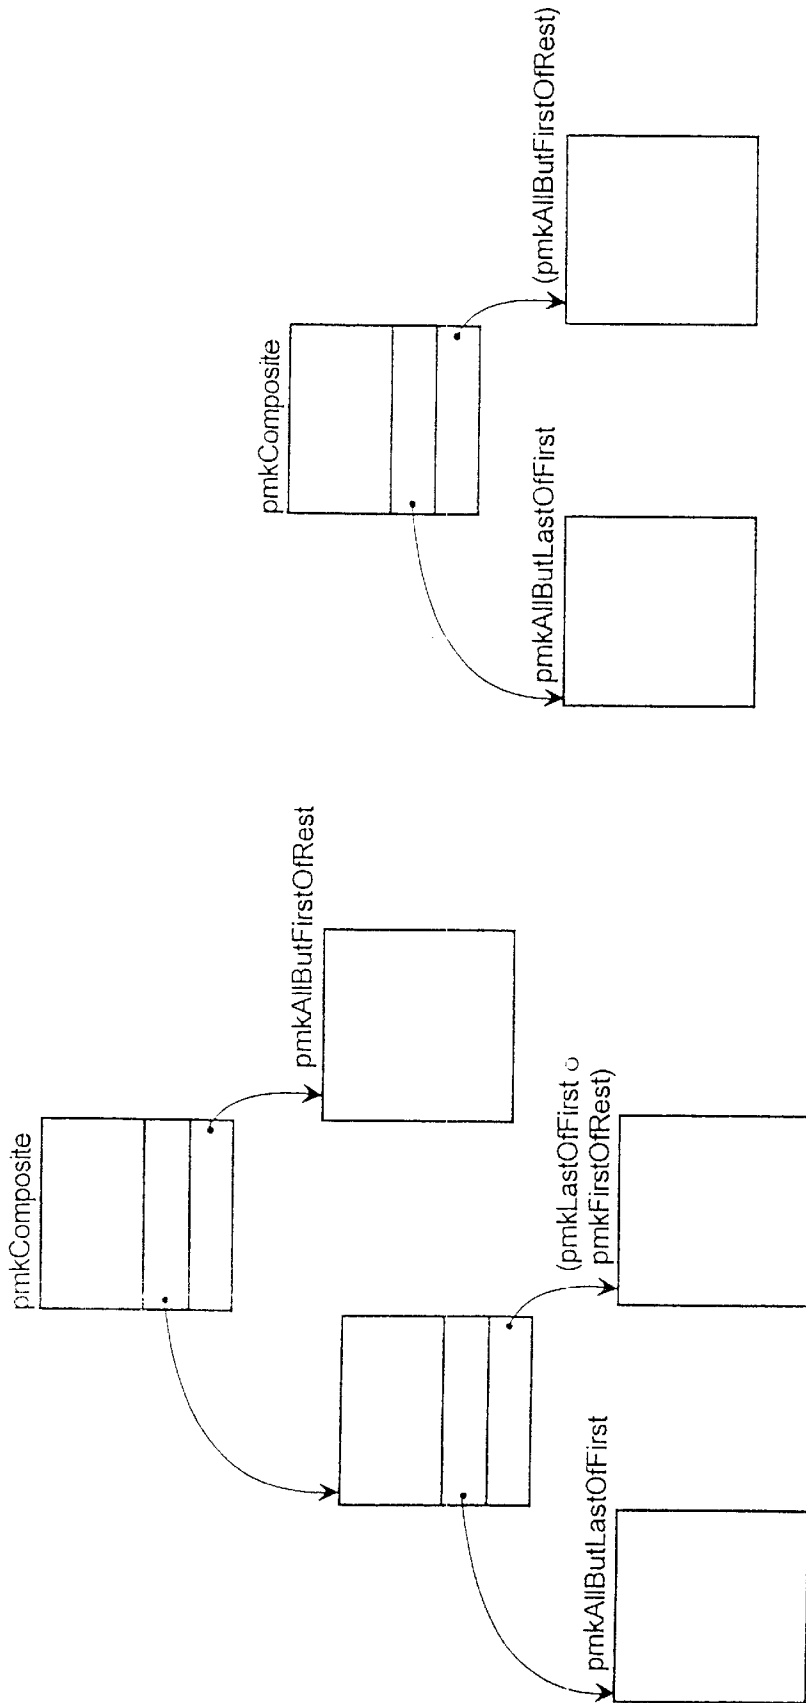 pmkComposite
pmkAllButFirstOfRest
(pmkLastOfFirst o
pmkFirstOfRest)
pmkAllButLastOfFirst
pmkComposite
(pmkAllButFirstOfRest)
pmkAllButLastOfFirst